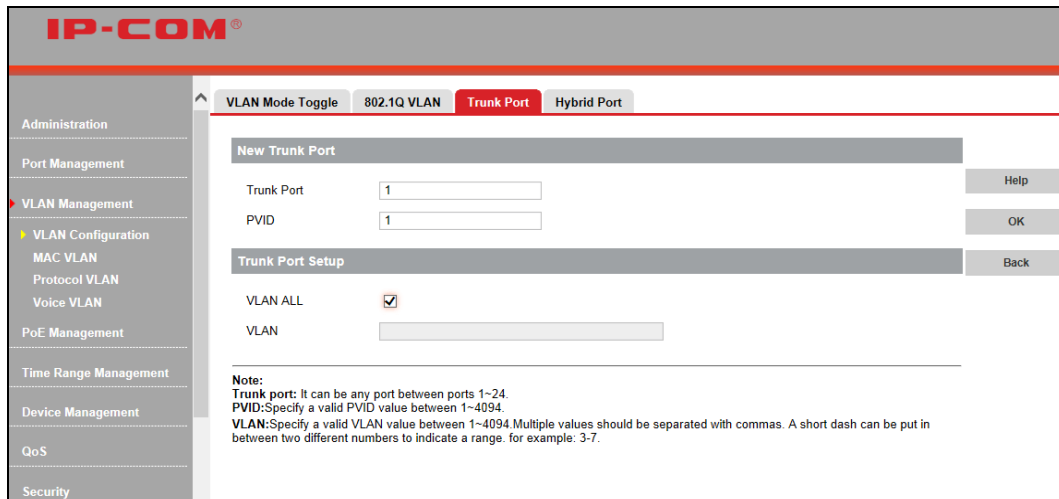 IP-COM®
VLAN Mode Toggle 802.1Q VLAN Trunk Port Hybrid Port
Administration
Port Management
VLAN Management
VLAN Configuration
MAC VLAN
Protocol VLAN
Voice VLAN
PoE Management
Time Range Management
Device Management
QoS
Security
New Trunk Port
Trunk Port 1
PVID 1
Trunk Port Setup
VLAN ALL
VLAN
Note:
Trunk port: It can be any port between ports 1~24.
PVID:Specify a valid PVID value between 1~4094.
VLAN:Specify a valid VLAN value between 1~4094.Multiple values should be separated with commas. A short dash can be put in
between two different numbers to indicate a range. for example: 3-7.
Help
OK
Back